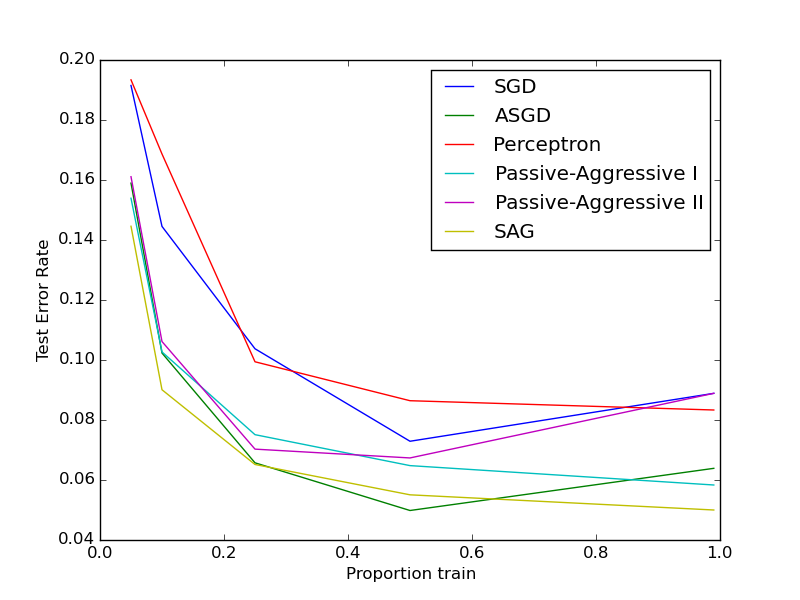 0.20
0.18
0.16
0.14
0.12
0.10
0.08
0.06
0.04
Test Error Rate
SGD
ASGD
Perceptron
Passive-Aggressive I
Passive-Aggressive II
SAG
0.0 0.2 0.4 0.6 0.8 1.0
Proportion train